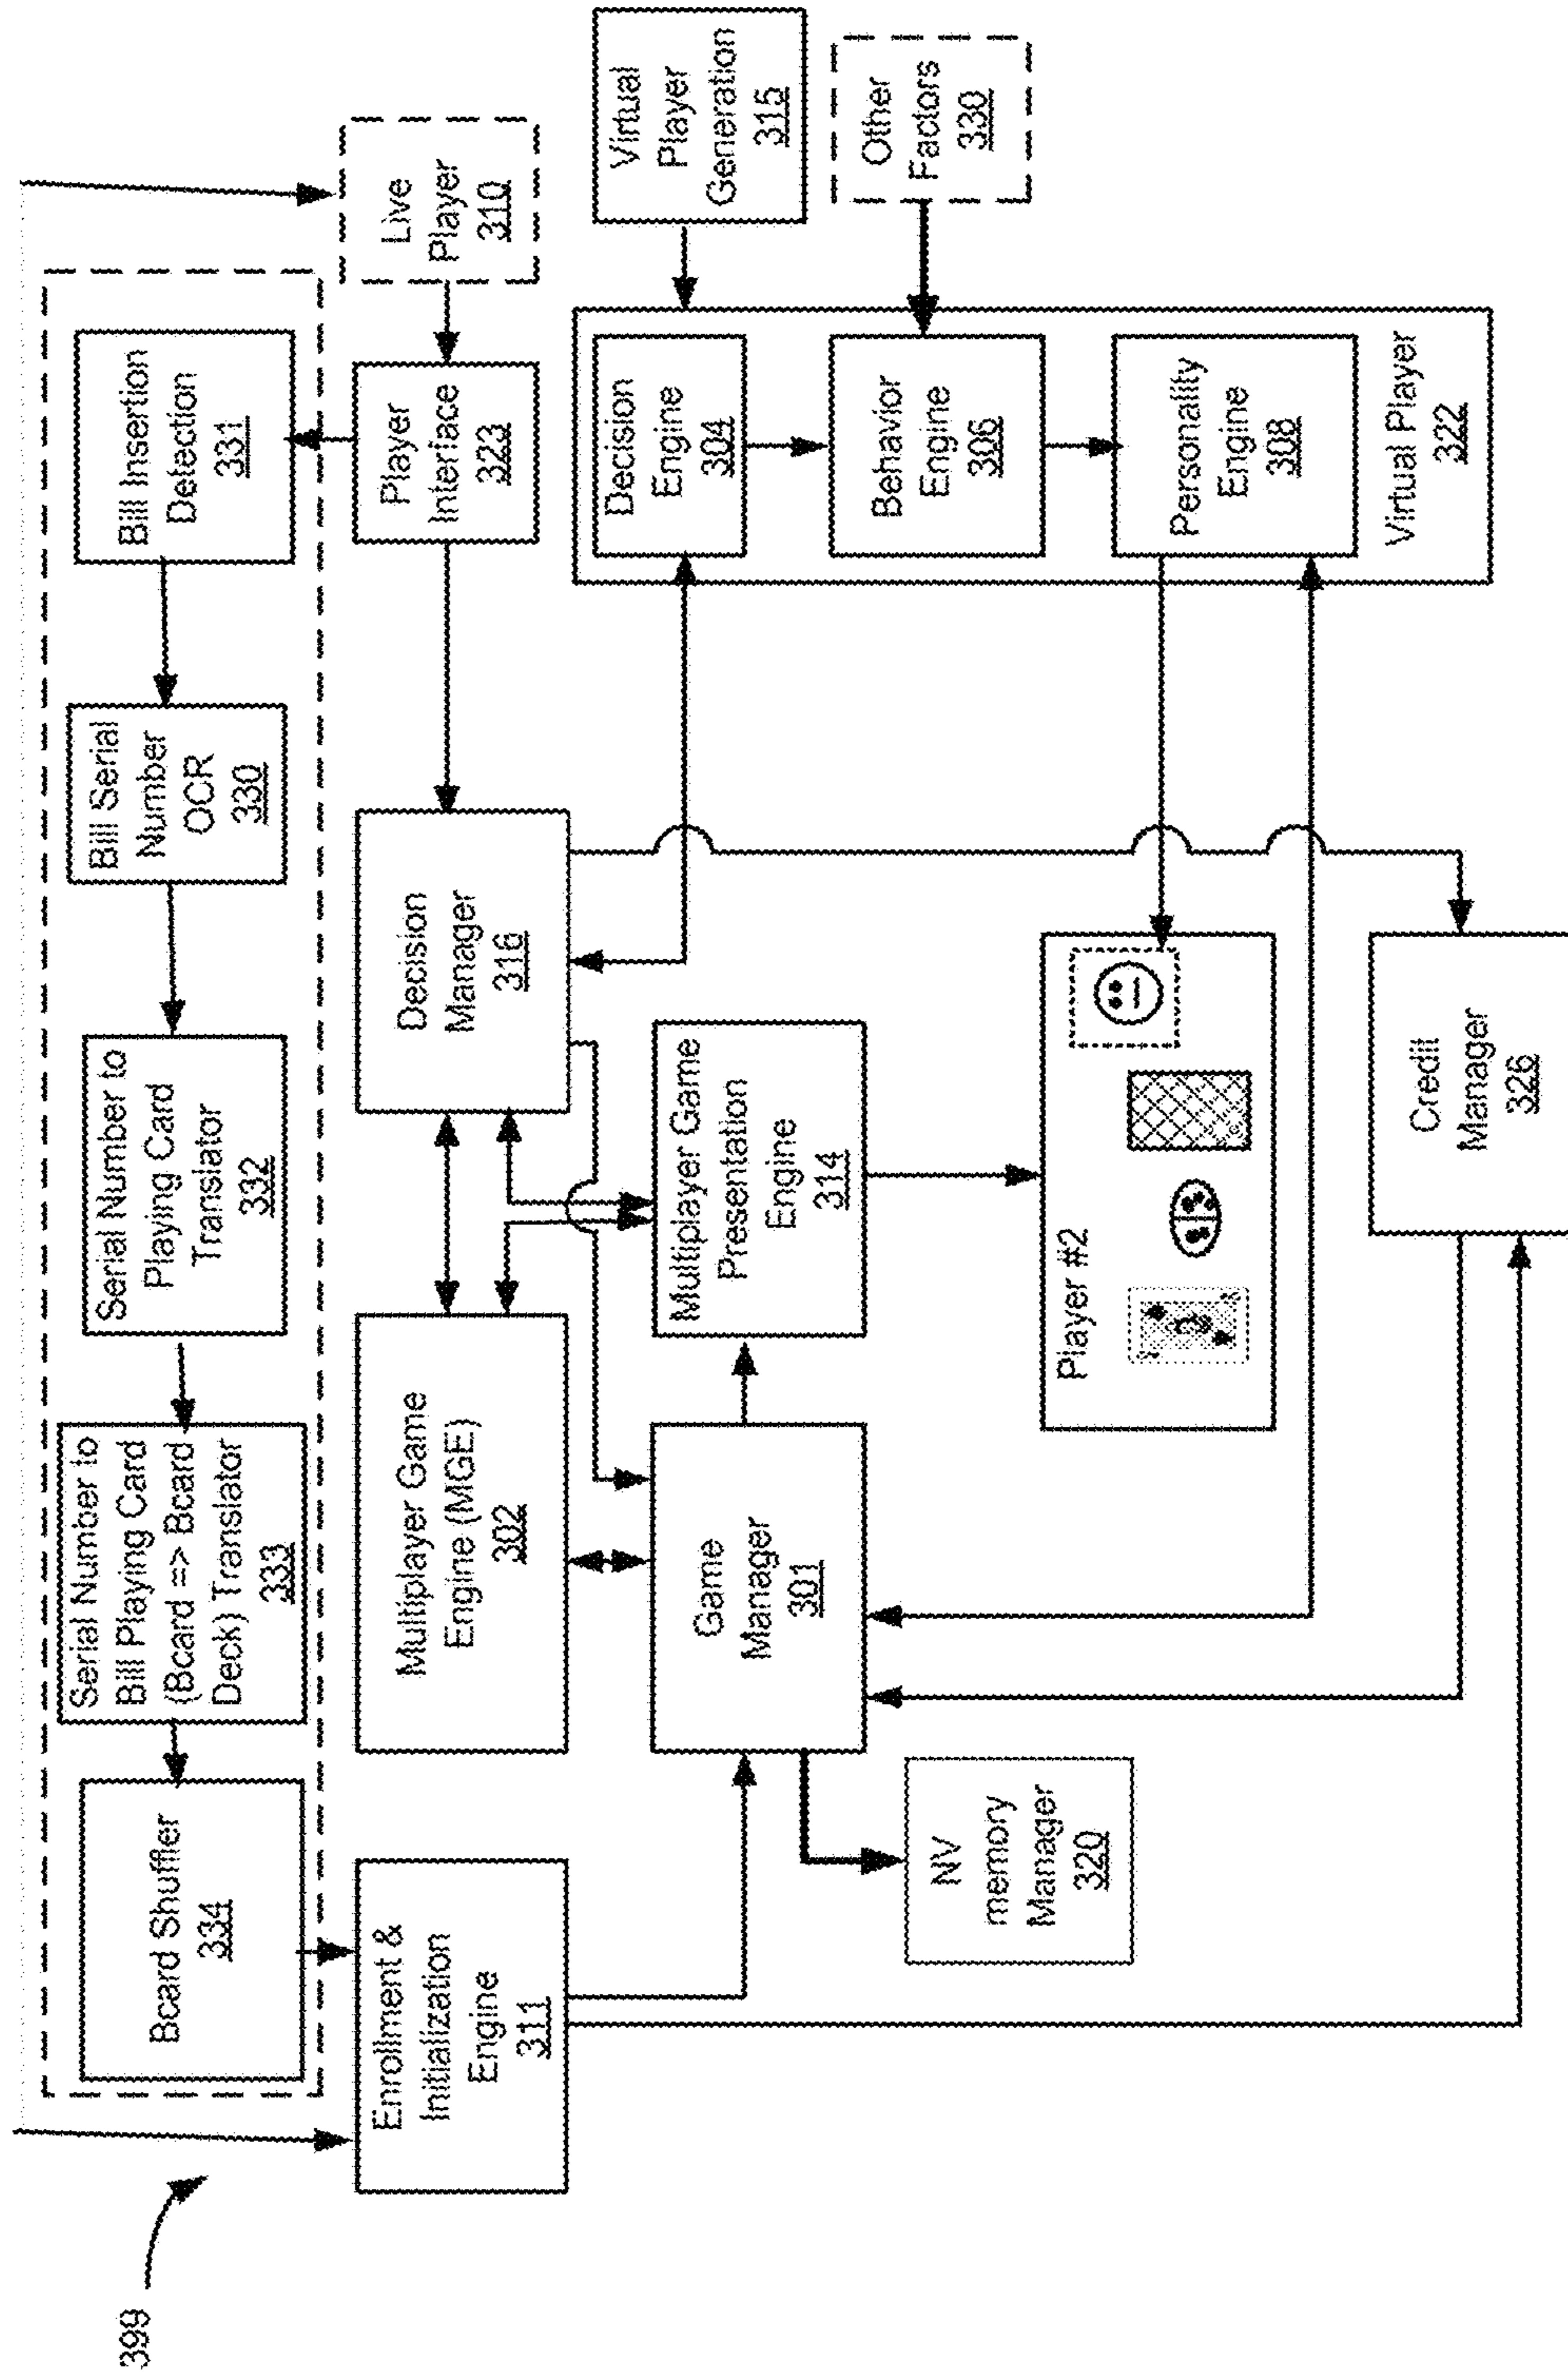 399
Bcard Shuffler
334
Serial Number to
Bill Playing Card
(Bcard => Bcard
Deck) Translator
333
Serial Number to
Playing Card
Translator
332
Bill Serial
Number
OCR
330
Bill Insertion
Detection
331
Enrollment &
Initialization
Engine
311
Multiplayer Game
Engine (MGE)
302
Decision
Manager
316
Player
Interface
323
Live
Player
310
Game
Manager
301
Multiplayer Game
Presentation
Engine
314
Decision
Engine
304
Virtual
Player
Generation
315
Behavior
Engine
306
Other
Factors
330
NV
memory
Manager
320
Player #2
Personality
Engine
308
Virtual Player
322
Credit
Manager
326